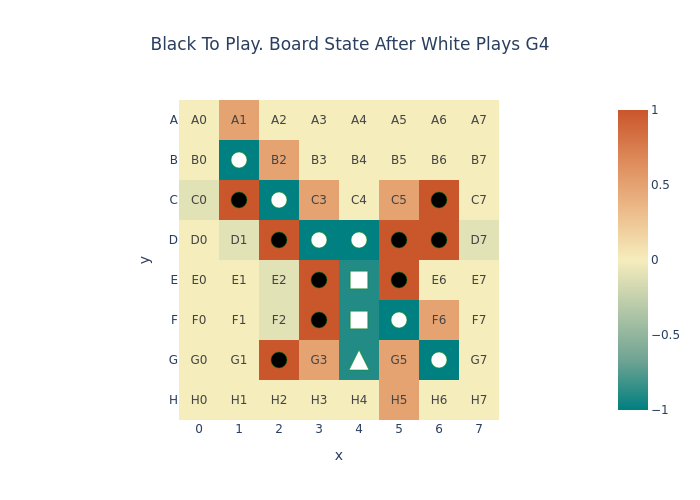 Black To Play. Board State After White Plays G4
A A0 A1 A2 A3 A4 A5 A6 A7
B B0 B2 B3 B4 B5 B6 B7
C C0 C3 C4 C5 C7
D D0 D1 D7
E E0 E1 E2 E6 E7
F F0 F1 F2 F6 F7
G G0 G1 G3 G5 G7
H H0 H1 H2 H3 H4 H5 H6 H7
0 1 2 3 4 5 6 7
x
y
1
0.5
0
−0.5
−1